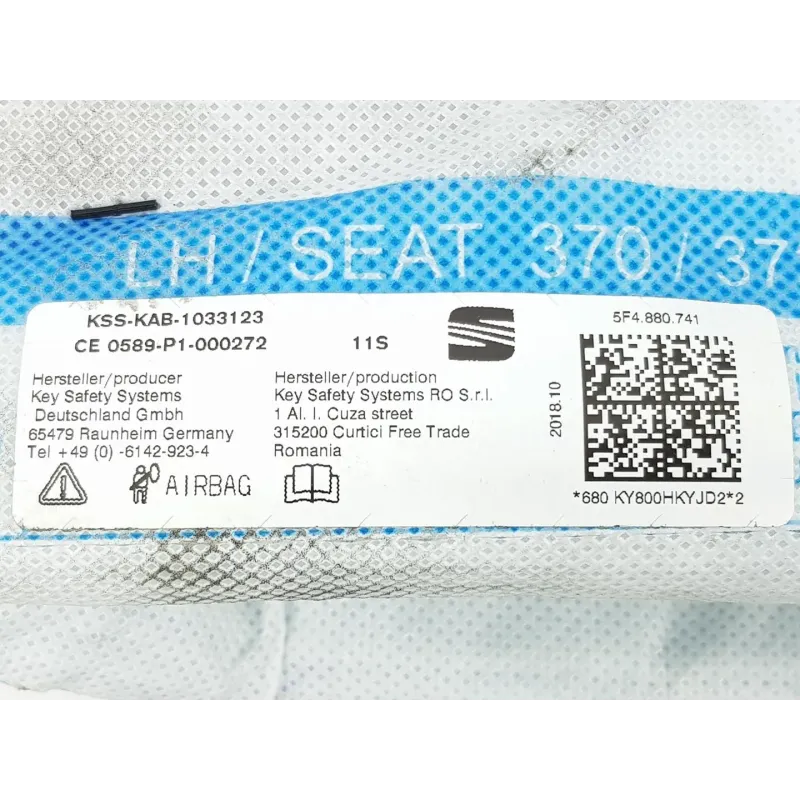 LH / SEAT 370 / 37
KSS-KAB-1033123
CE 0589-P1-000272
11S
5F4.880.741
Hersteller/producer
Key Safety Systems
Deutschland Gmbh
65479 Raunheim Germany
Tel +49 (0) -6142-923-4
AIRBAG
Hersteller/production
Key Safety Systems RO S.r.l.
1 Al. I. Cuza street
315200 Curtici Free Trade
Romania
2018.10
*680 KY800HKYJD2*2